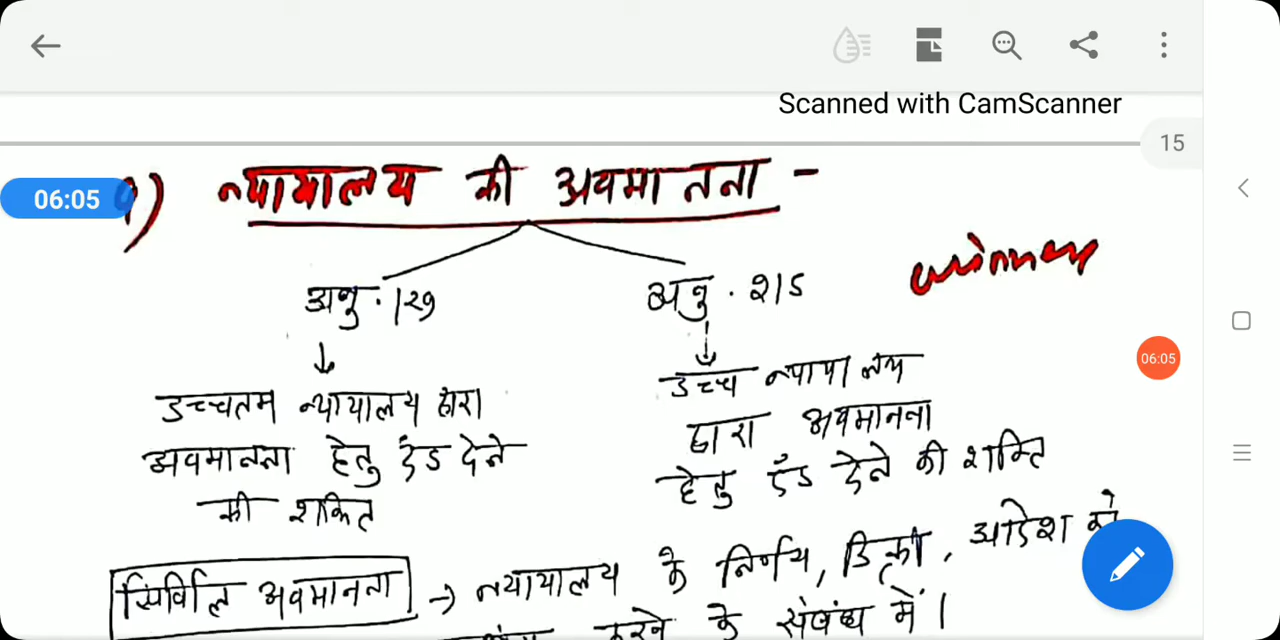 Scanned with CamScanner
15
06:05
न्यायालय की अवमानना -
अनु. 129
अनु. 215
06:05
उच्चतम न्यायालय द्वारा
अवमानना हेतु दंड देने
की शक्ति
उच्च न्यायालय
द्वारा अवमानना
हेतु दंड देने की शक्ति
सिविल अवमानना → न्यायालय के निर्णय, डिक्री, आदेश
करने के संबंध में।